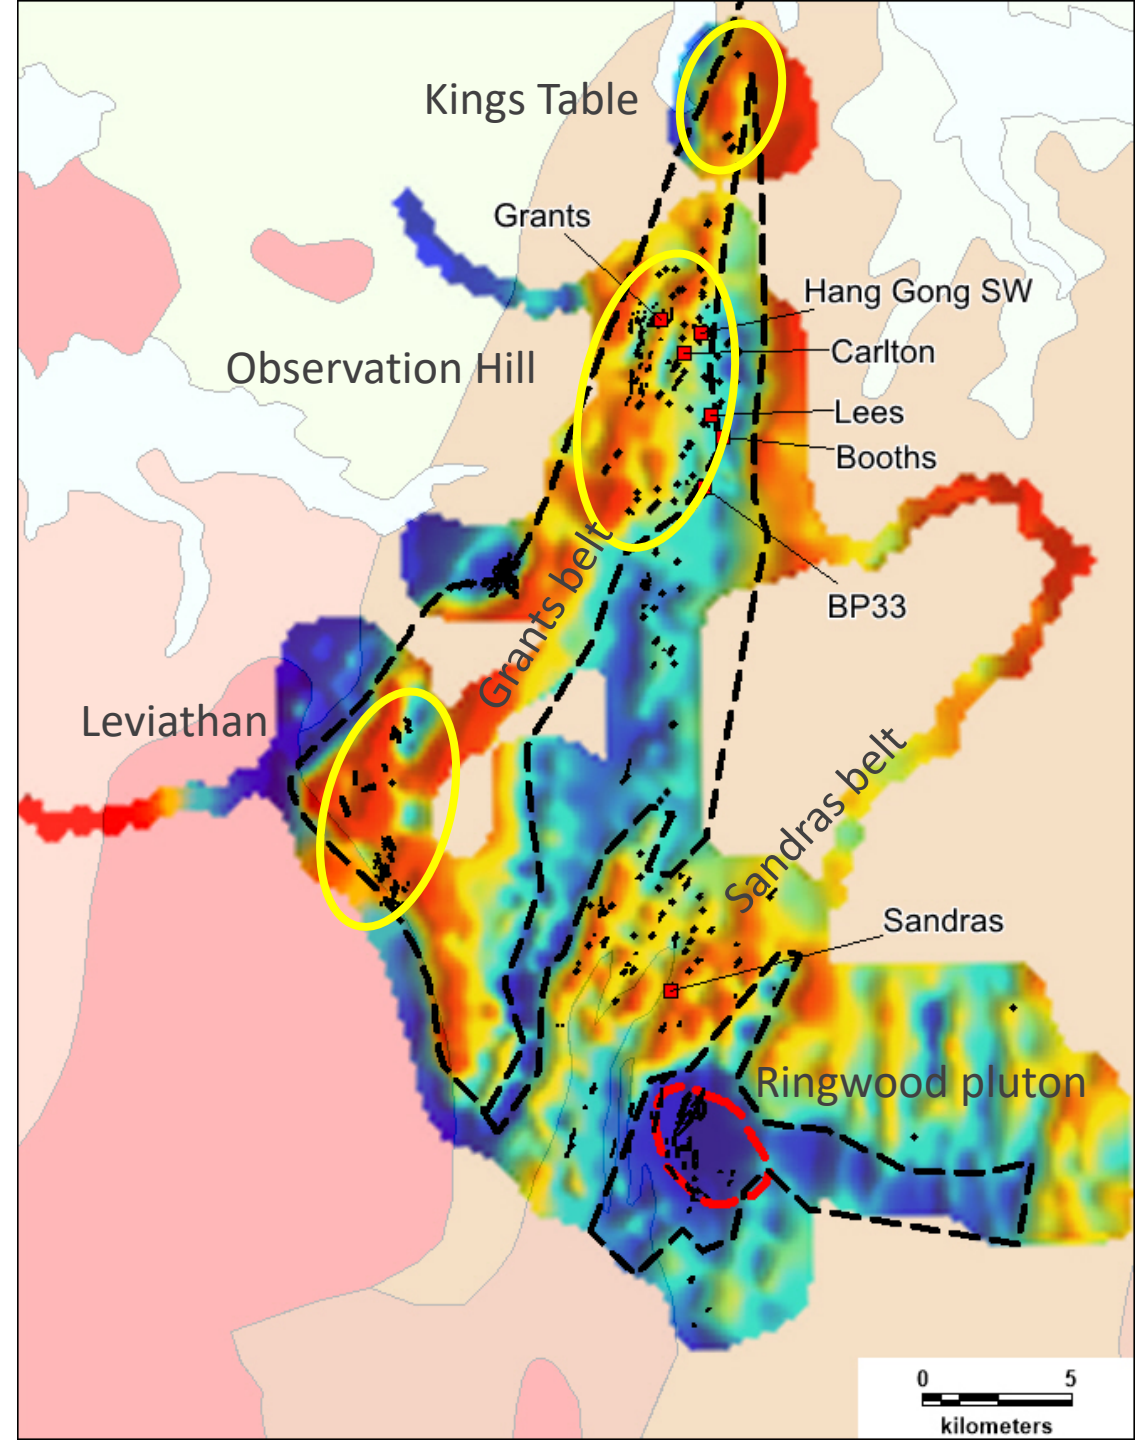 Kings Table
Grants
Hang Gong SW
Observation Hill
Carlton
Lees
Booths
Grants belt
BP33
Leviathan
Sandras belt
Sandras
Ringwood pluton
0 5
kilometers